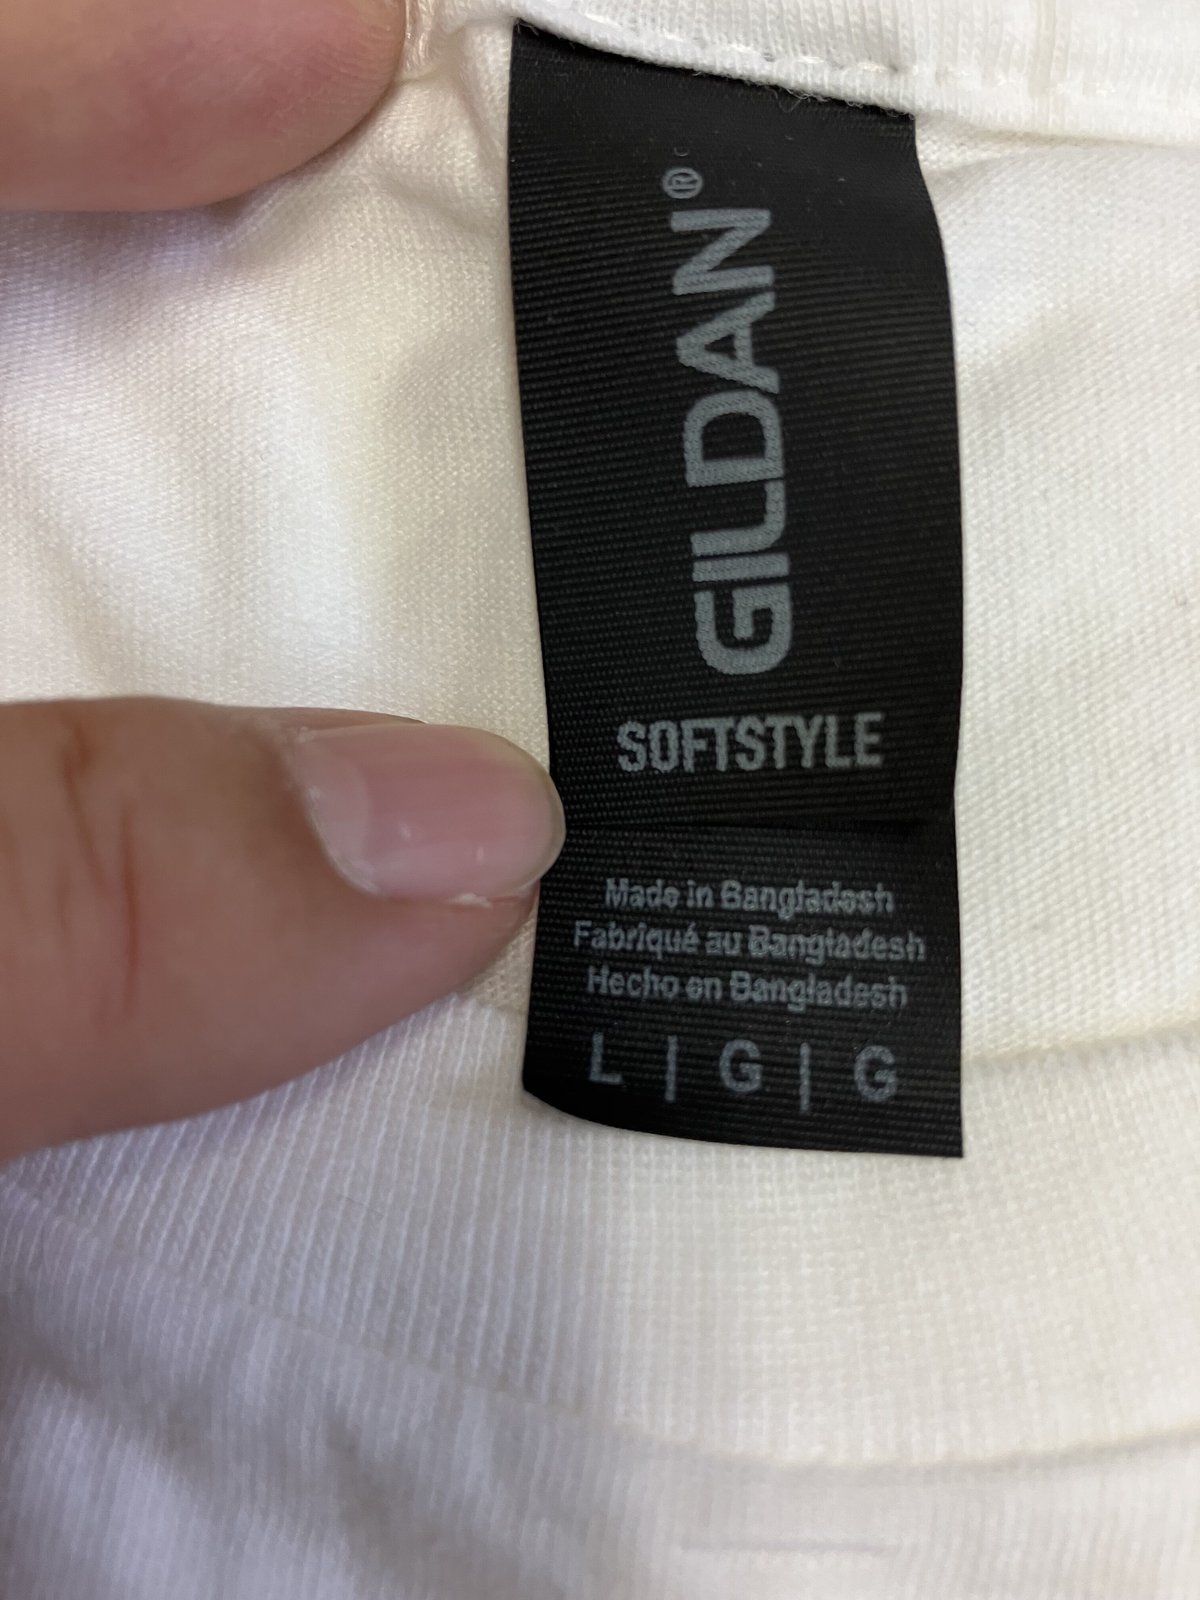 GILDAN®
SOFTSTYLE
Made in Bangladesh
Fabriqué au Bangladesh
Hecho en Bangladesh
L | G | G